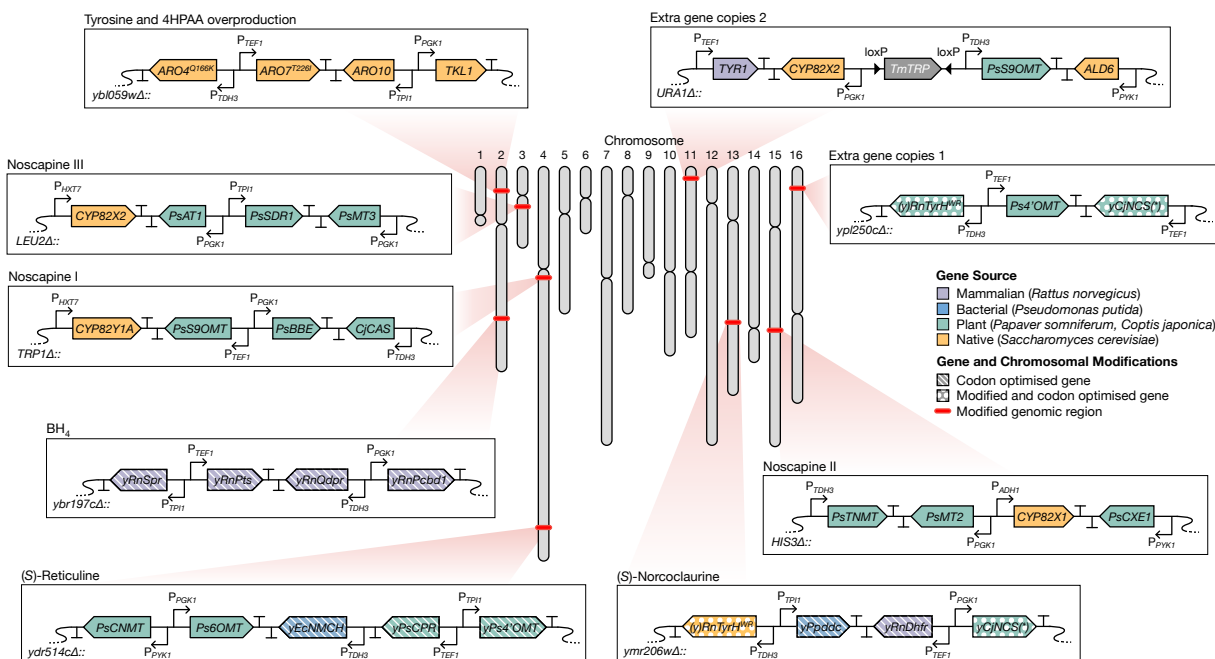 Tyrosine and 4HPAA overproduction
P_TEF1 P_PGK1
ARO4^Q166K ARO7^T226I ARO10 TKL1
P_TDH3 P_TPI1
ybl059wΔ::
Extra gene copies 2
P_TEF1 loxP loxP P_TDH3
TYR1 CYP82X2 TmTRP PsS9OMT ALD6
P_PGK1 P_PYK1
URA1Δ::
Chromosome
1 2 3 4 5 6 7 8 9 10 11 12 13 14 15 16
Noscapine III
P_HXT7 P_TPI1
CYP82X2 PsAT1 PsSDR1 PsMT3
P_PGK1 P_PGK1
LEU2Δ::
Extra gene copies 1
P_TEF1
(y)RnTyrH^WR Ps4'OMT yCjNCS(*)
P_TDH3 P_TEF1
ypl250cΔ::
Noscapine I
P_HXT7 P_PGK1
CYP82Y1A PsS9OMT PsBBE CjCAS
P_TEF1 P_TDH3
TRP1Δ::
Gene Source
Mammalian (Rattus norvegicus)
Bacterial (Pseudomonas putida)
Plant (Papaver somniferum, Coptis japonica)
Native (Saccharomyces cerevisiae)
Gene and Chromosomal Modifications
Codon optimised gene
Modified and codon optimised gene
Modified genomic region
BH4
P_TEF1 P_PGK1
yRnSpr yRnPts yRnQdpr yRnPcbd1
P_TPI1 P_TDH3
ybr197cΔ::
Noscapine II
P_TDH3 P_ADH1
PsTNMT PsMT2 CYP82X1 PsCXE1
P_PGK1 P_PYK1
HIS3Δ::
(S)-Reticuline
P_PGK1 P_TPI1
PsCNMT Ps6OMT yEcNMCH yPsCPR yPs4'OMT
P_PYK1 P_TDH3 P_TEF1
ydr514cΔ::
(S)-Norcoclaurine
P_TPI1 P_PGK1
(y)RnTyrH^WR yPpddc yRnDhfr yCjNCS(*)
P_TDH3 P_TEF1
ymr206wΔ::